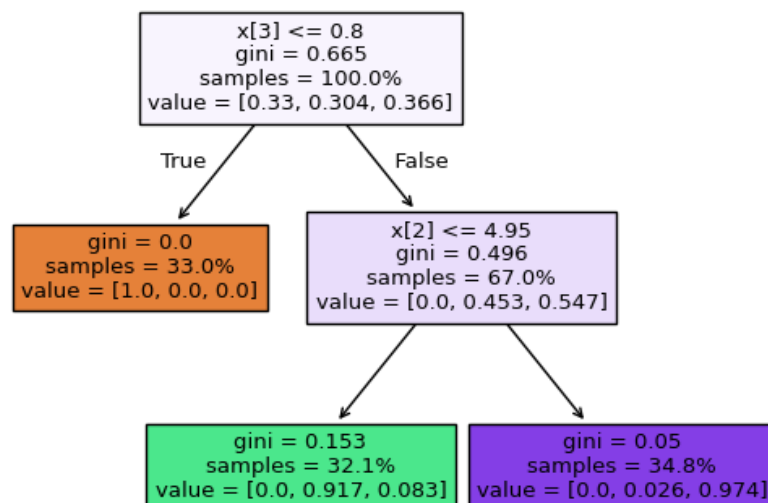 x[3] <= 0.8
gini = 0.665
samples = 100.0%
value = [0.33, 0.304, 0.366]
True
False
gini = 0.0
samples = 33.0%
value = [1.0, 0.0, 0.0]
x[2] <= 4.95
gini = 0.496
samples = 67.0%
value = [0.0, 0.453, 0.547]
gini = 0.153
samples = 32.1%
value = [0.0, 0.917, 0.083]
gini = 0.05
samples = 34.8%
value = [0.0, 0.026, 0.974]